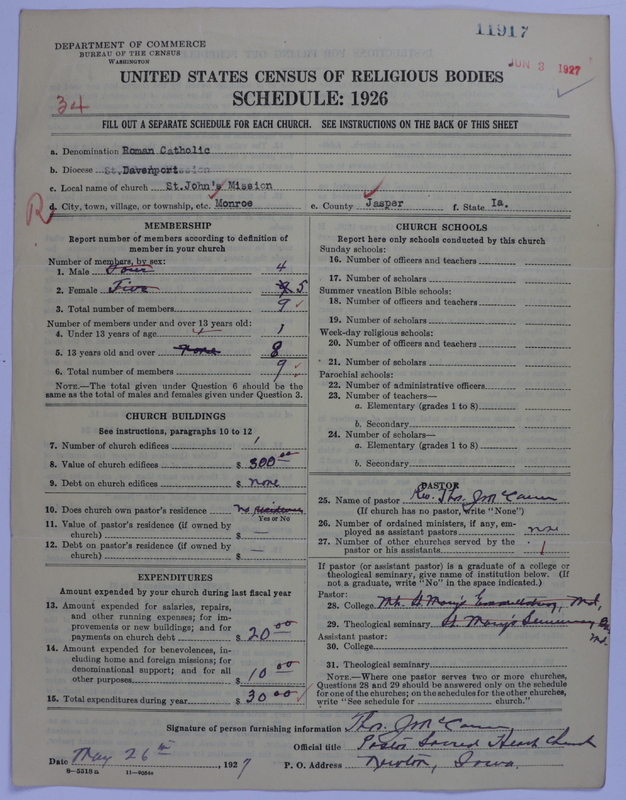 11917
DEPARTMENT OF COMMERCE
BUREAU OF THE CENSUS
WASHINGTON
JUN 3 1927
UNITED STATES CENSUS OF RELIGIOUS BODIES
SCHEDULE: 1926
34
FILL OUT A SEPARATE SCHEDULE FOR EACH CHURCH. SEE INSTRUCTIONS ON THE BACK OF THIS SHEET
a. Denomination Roman Catholic
b. Diocese Davenport
c. Local name of church St.John's Mission
d. City, town, village, or township, etc. Monroe e. County Jasper f. State Ia.
R
MEMBERSHIP
Report number of members according to definition of
member in your church
Number of members, by sex:
1. Male Four 4
2. Female Five 9 5
3. Total number of members 9
Number of members under and over 13 years old:
4. Under 13 years of age 1
5. 13 years old and over None 8
6. Total number of members 9
NOTE.—The total given under Question 6 should be the
same as the total of males and females given under Question 3.
CHURCH BUILDINGS
See instructions, paragraphs 10 to 12
7. Number of church edifices 1
8. Value of church edifices $ 300 00
9. Debt on church edifices $ none
10. Does church own pastor's residence no residence
Yes or No
11. Value of pastor's residence (if owned by
church) $ —
12. Debt on pastor's residence (if owned by
church) $ —
EXPENDITURES
Amount expended by your church during last fiscal year
13. Amount expended for salaries, repairs,
and other running expenses; for im-
provements or new buildings; and for
payments on church debt $ 20 00
14. Amount expended for benevolences, in-
cluding home and foreign missions; for
denominational support; and for all
other purposes $ 10 00
15. Total expenditures during year $ 30 00
CHURCH SCHOOLS
Report here only schools conducted by this church
Sunday schools:
16. Number of officers and teachers
17. Number of scholars
Summer vacation Bible schools:
18. Number of officers and teachers
19. Number of scholars
Week-day religious schools:
20. Number of officers and teachers
21. Number of scholars
Parochial schools:
22. Number of administrative officers
23. Number of teachers—
a. Elementary (grades 1 to 8)
b. Secondary
24. Number of scholars—
a. Elementary (grades 1 to 8)
b. Secondary
PASTOR
25. Name of pastor Rev. Thos. J. McCann
(If church has no pastor, write "None")
26. Number of ordained ministers, if any, em-
ployed as assistant pastors none
27. Number of other churches served by the
pastor or his assistants 1
If pastor (or assistant pastor) is a graduate of a college or
theological seminary, give name of institution below. (If
not a graduate, write "No" in the space indicated.)
Pastor:
28. College Mt. St Mary's Emmitsburg, Md,
29. Theological seminary St. Mary's Seminary
Md.
Assistant pastor:
30. College
31. Theological seminary
NOTE.—Where one pastor serves two or more churches,
Questions 28 and 29 should be answered only on the schedule
for one of the churches; on the schedules for the other churches,
write "See schedule for church."
Signature of person furnishing information Thos. J. McCann
Official title Pastor Sacred Heart Church
Date May 26th, 1927 P. O. Address Newton, Iowa.
8—5318a 11—9056a